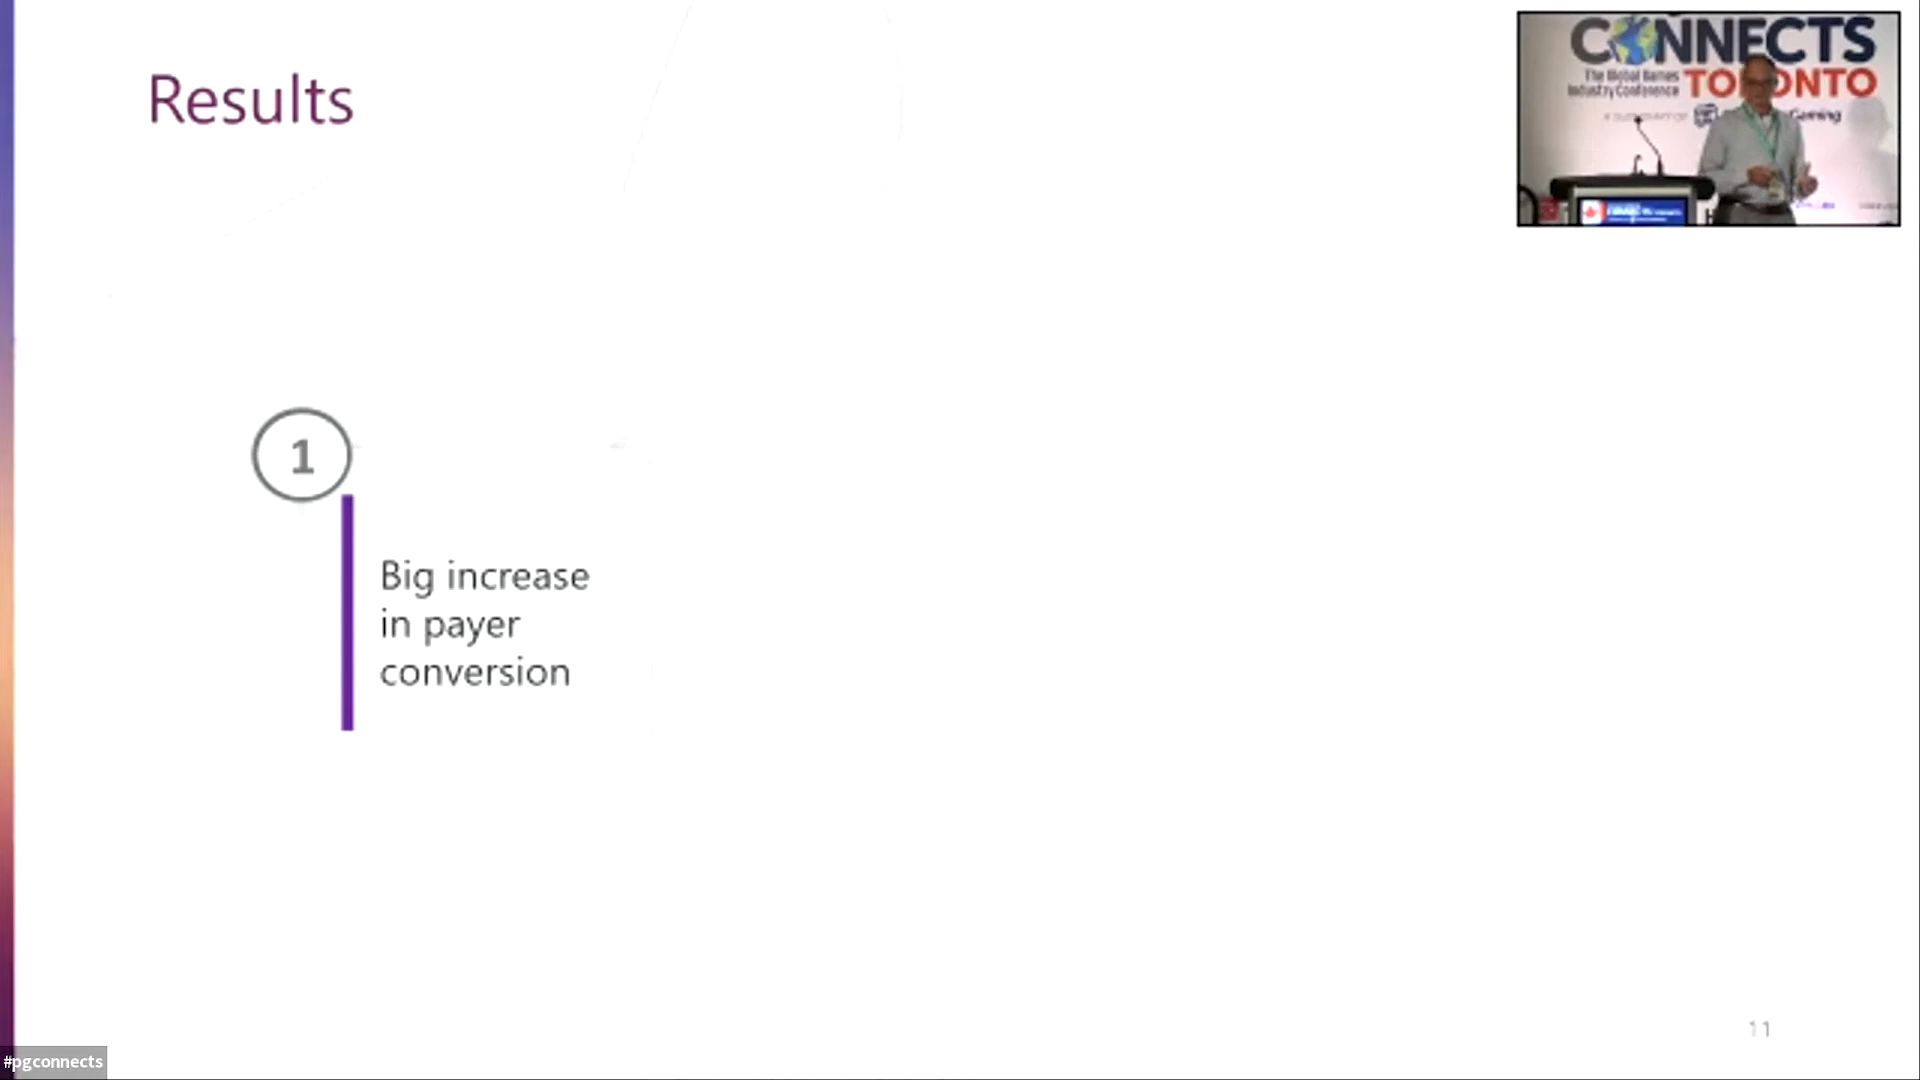 Results
CONNECTS
The Global Games
Industry Conference
TORONTO
Gaming
1
Big increase
in payer
conversion
11
#pgconnects